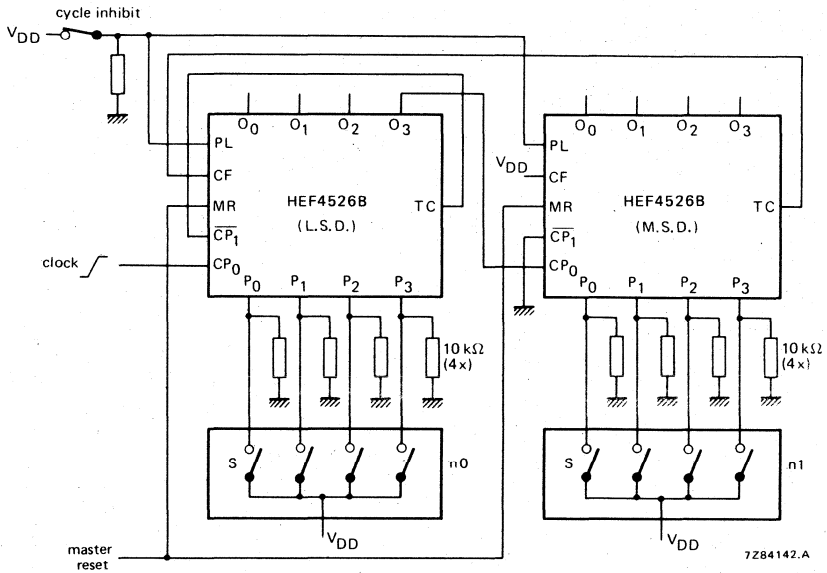 cycle inhibit
VDD
O0 O1 O2 O3
PL
CF
MR
CP1
CP0
HEF4526B
(L.S.D.)
TC
clock
P0 P1 P2 P3
10 kΩ
(4x)
S
n0
VDD
O0 O1 O2 O3
PL
VDD
CF
MR
CP1
CP0
HEF4526B
(M.S.D.)
TC
P0 P1 P2 P3
10 kΩ
(4x)
S
n1
VDD
master
reset
7Z84142.A